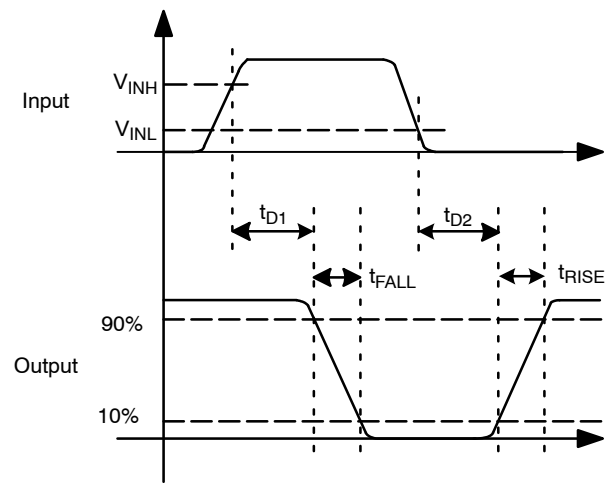 V_INH
Input
V_INL
t_D1
t_D2
t_FALL
t_RISE
90%
Output
10%